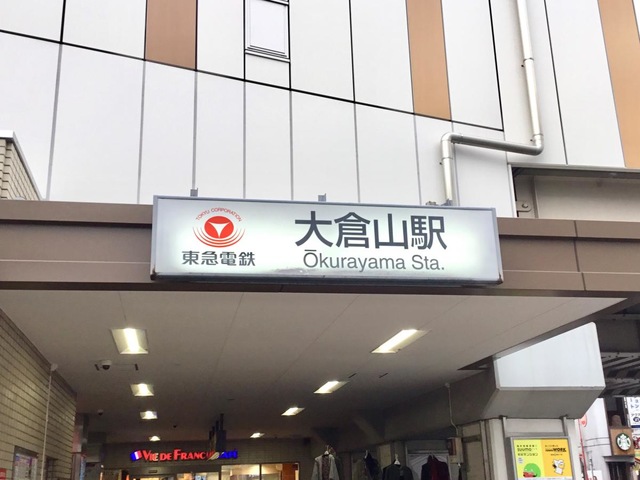 TOKYU CORPORATION
東急電鉄
大倉山駅
Ōkurayama Sta.
VIE DE FRANCE